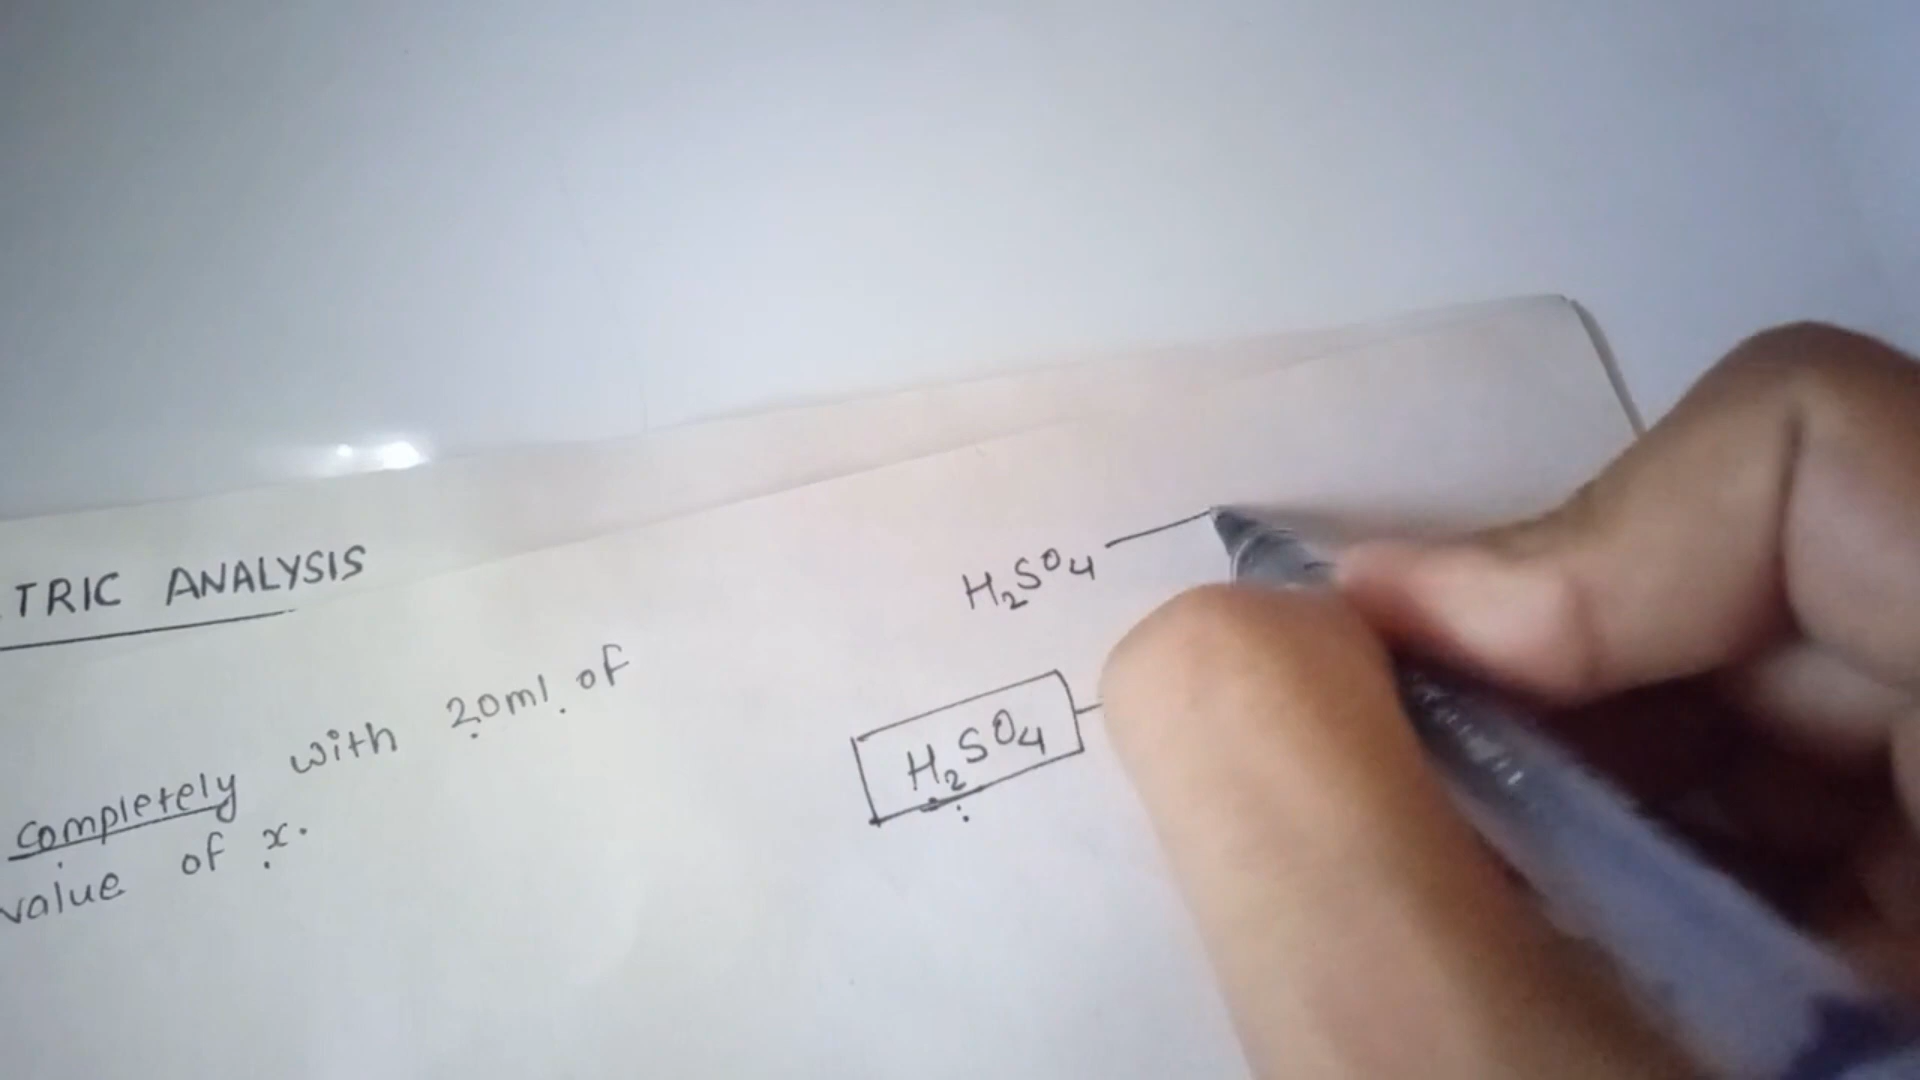 TRIC ANALYSIS
completely with 20ml of
value of x.
H₂SO₄
H₂SO₄